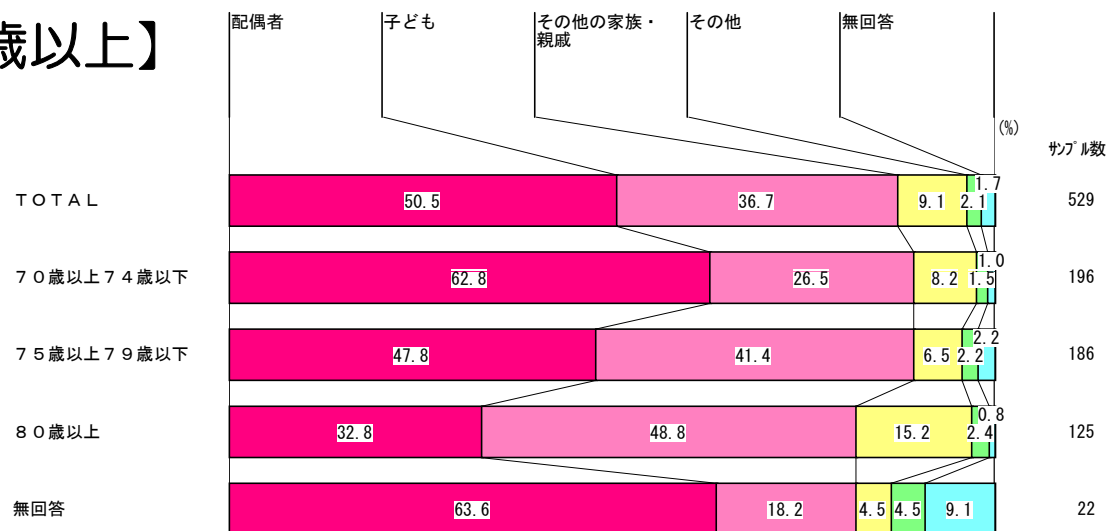 歳以上】
配偶者
子ども
その他の家族・
親戚
その他
無回答
(%)
ｻﾝﾌﾟﾙ数
ＴＯＴＡＬ 50.5 36.7 9.1 2.1 1.7 529
７０歳以上７４歳以下 62.8 26.5 8.2 1.5 1.0 196
７５歳以上７９歳以下 47.8 41.4 6.5 2.2 2.2 186
８０歳以上 32.8 48.8 15.2 2.4 0.8 125
無回答 63.6 18.2 4.5 4.5 9.1 22